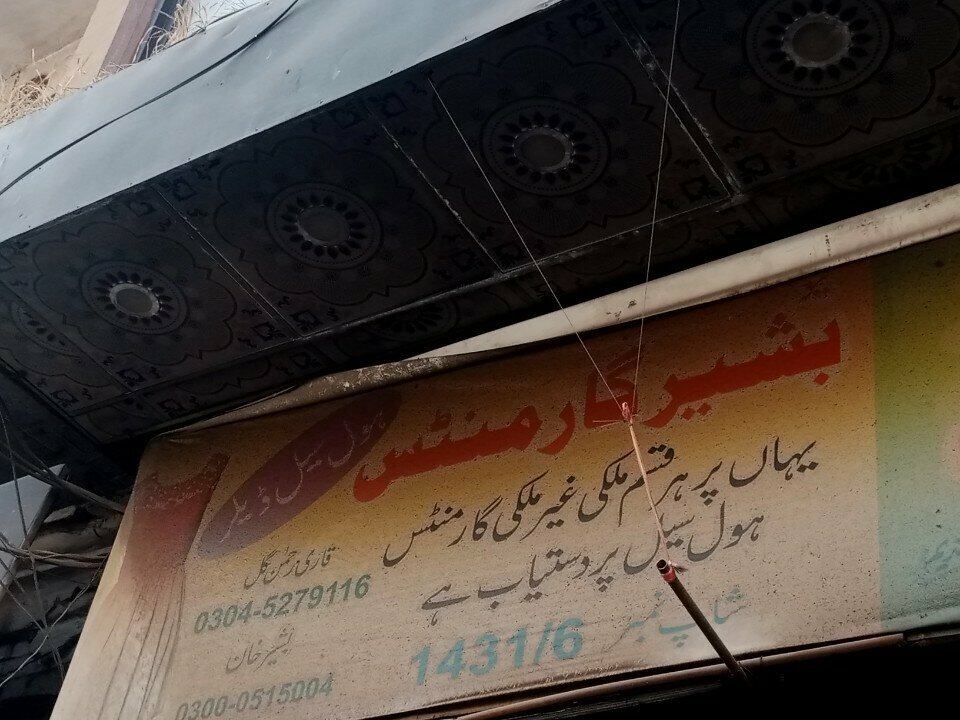 بشیر گارمنٹس
ہول سیل ڈیلر
یہاں پر ہر قسم ملکی غیر ملکی گارمنٹس
ہول سیل پر دستیاب ہے
شاپ نمبر 1431/6
قاری رحمٰن گل
0304-5279116
بشیر خان
0300-0515004